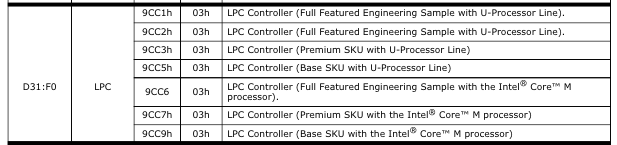 9CC1h 03h LPC Controller (Full Featured Engineering Sample with U-Processor Line).
9CC2h 03h LPC Controller (Full Featured Engineering Sample with U-Processor Line).
9CC3h 03h LPC Controller (Premium SKU with U-Processor Line)
9CC5h 03h LPC Controller (Base SKU with U-Processor Line)
D31:F0 LPC 9CC6 03h LPC Controller (Full Featured Engineering Sample with the Intel® Core™ M
processor).
9CC7h 03h LPC Controller (Premium SKU with the Intel® Core™ M processor)
9CC9h 03h LPC Controller (Base SKU with the Intel® Core™ M processor)